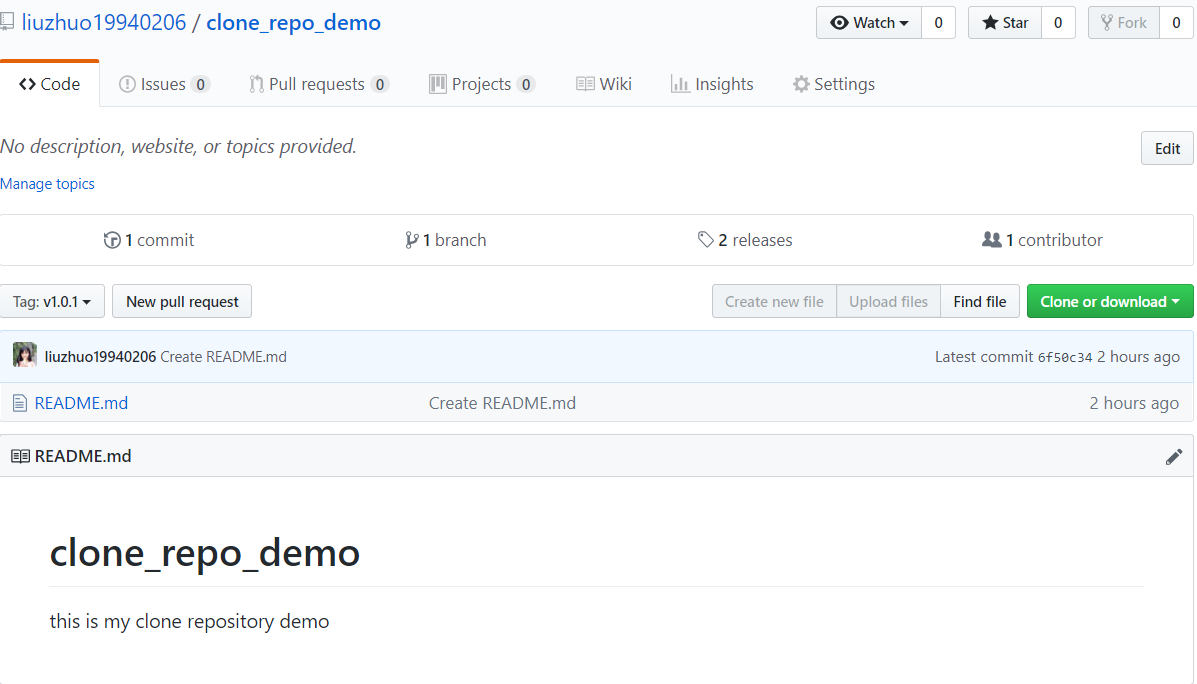 liuzhuo19940206 / clone_repo_demo Watch 0 Star 0 Fork 0
Code Issues 0 Pull requests 0 Projects 0 Wiki Insights Settings
No description, website, or topics provided. Edit
Manage topics
1 commit 1 branch 2 releases 1 contributor
Tag: v1.0.1 New pull request Create new file Upload files Find file Clone or download
liuzhuo19940206 Create README.md Latest commit 6f50c34 2 hours ago
README.md Create README.md 2 hours ago
README.md
clone_repo_demo
this is my clone repository demo